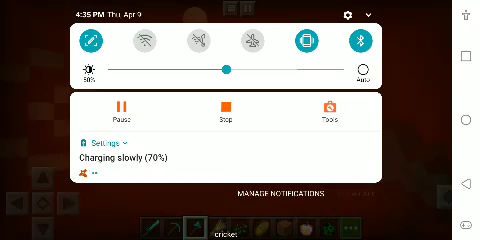 4:35 PM Thu, Apr 9
50%
Auto
Pause
Stop
Tools
Settings
Charging slowly (70%)
MANAGE NOTIFICATIONS
cricket